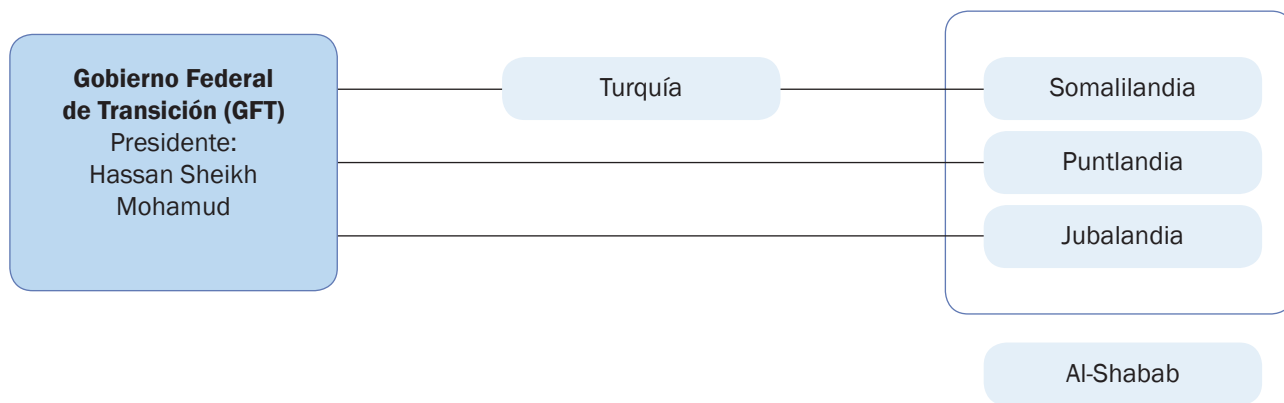 Gobierno Federal
de Transición (GFT)
Presidente:
Hassan Sheikh
Mohamud
Turquía
Somalilandia
Puntlandia
Jubalandia
Al-Shabab